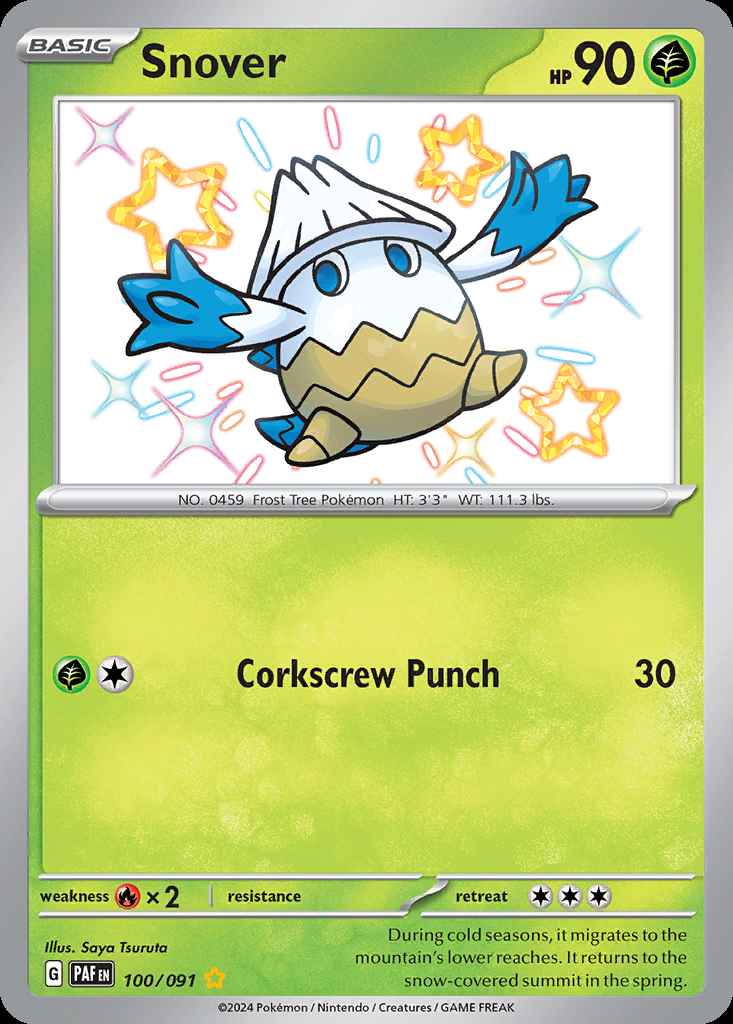 BASIC
Snover
HP 90
NO. 0459 Frost Tree Pokémon HT: 3'3" WT: 111.3 lbs.
Corkscrew Punch 30
weakness ×2 resistance retreat
Illus. Saya Tsuruta
During cold seasons, it migrates to the
mountain's lower reaches. It returns to the
snow-covered summit in the spring.
G PAF EN 100/091
©2024 Pokémon / Nintendo / Creatures / GAME FREAK